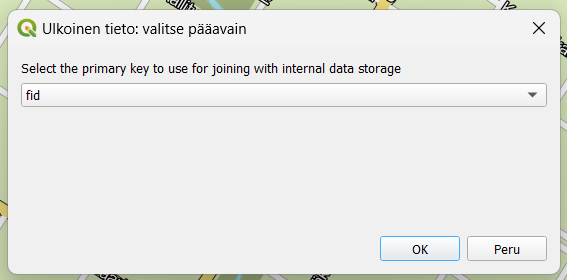 Ulkoinen tieto: valitse pääavain
Select the primary key to use for joining with internal data storage
fid
OK
Peru